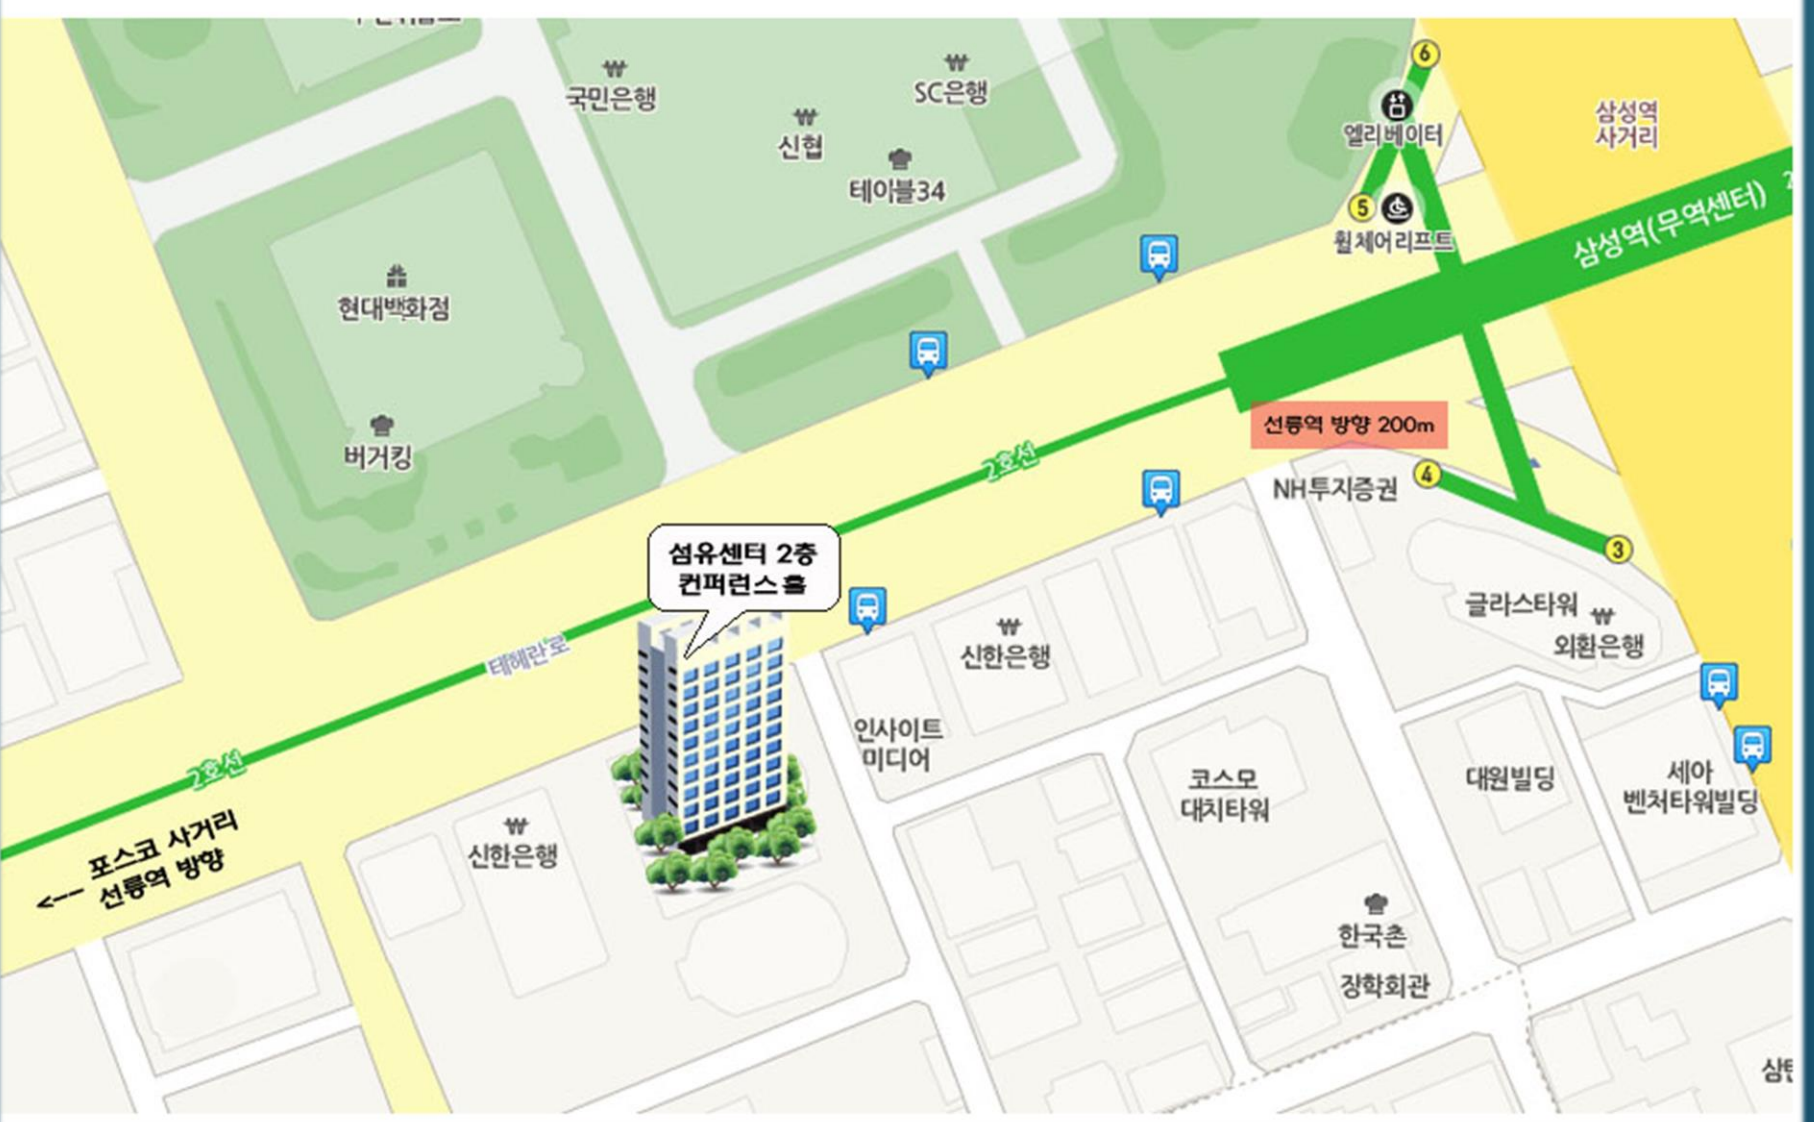 국민은행
SC은행
신협
테이블34
6
엘리베이터
삼성역
사거리
5
휠체어리프트
삼성역(무역센터)
2
현대백화점
버거킹
2호선
선릉역 방향 200m
NH투자증권
4
3
섬유센터 2층
컨퍼런스 홀
글라스타워
외환은행
신한은행
테헤란로
인사이트
미디어
2호선
코스모
대치타워
대원빌딩
세아
벤처타워빌딩
포스코 사거리
<-- 선릉역 방향
신한은행
한국촌
장학회관